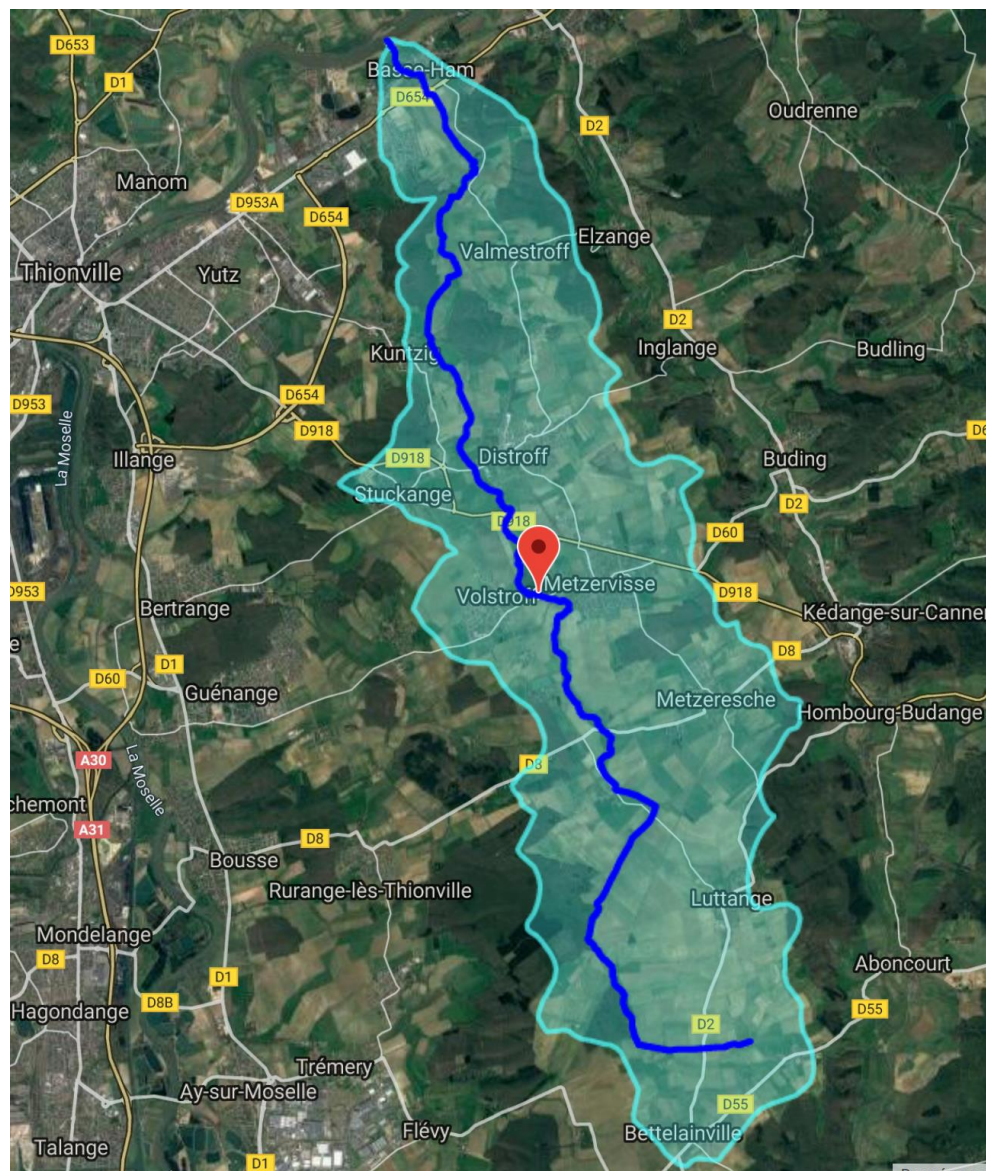 D653
D1
Basse-Ham
D654
D2
Oudrenne
Manom
D953A
D654
Elzange
Valmestroff
Thionville
Yutz
D2
Inglange
Budling
Kuntzig
D953
D654
D918
La Moselle
Illange
D918
Distroff
Buding
Stuckange
D2
D918
D60
D953
Metzervisse
D918
Volstroff
Bertrange
Kédange-sur-Canner
D8
D1
D60
Guénange
Metzeresche
Hombourg-Budange
A30
La Moselle
D8
chemont
A31
D8
Bousse
Rurange-lès-Thionville
Luttange
Mondelange
D8
Aboncourt
D1
D8B
Hagondange
D55
D2
Trémery
Ay-sur-Moselle
D55
Flévy
Bettelainville
Talange
D1